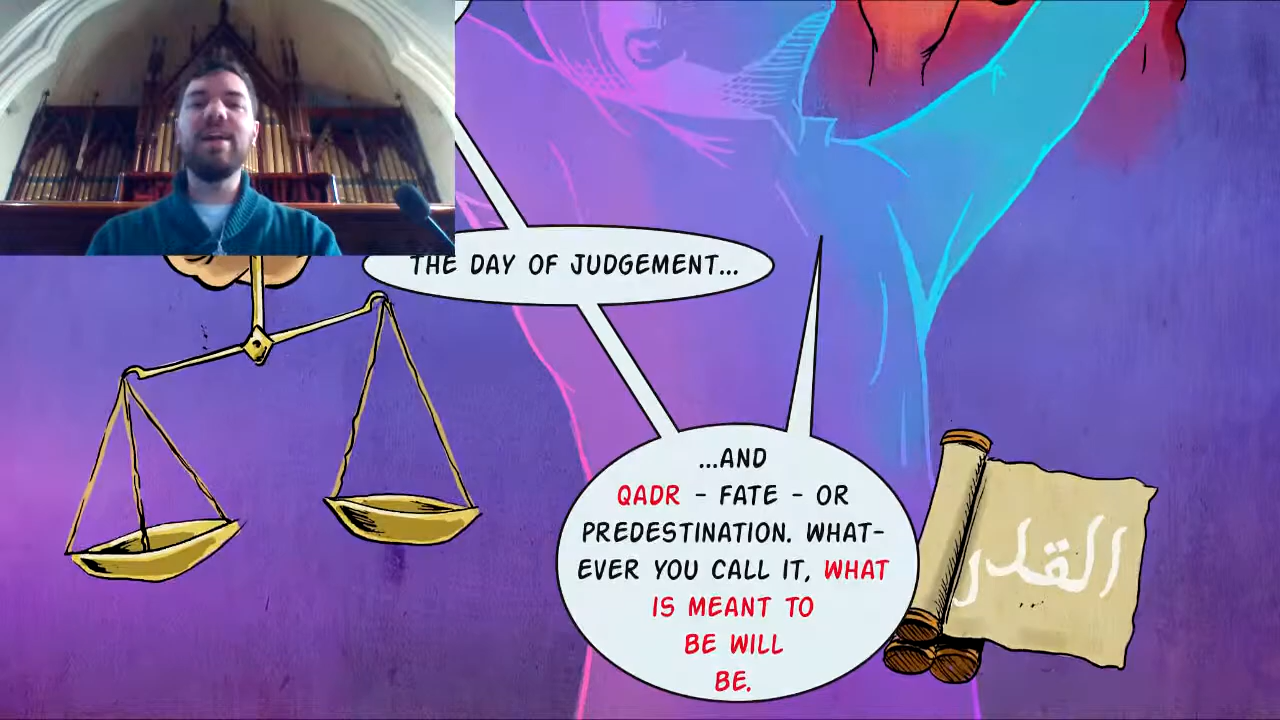 THE DAY OF JUDGEMENT...
...AND
QADR - FATE - OR
PREDESTINATION. WHAT-
EVER YOU CALL IT, WHAT
IS MEANT TO
BE WILL
BE.
القدر